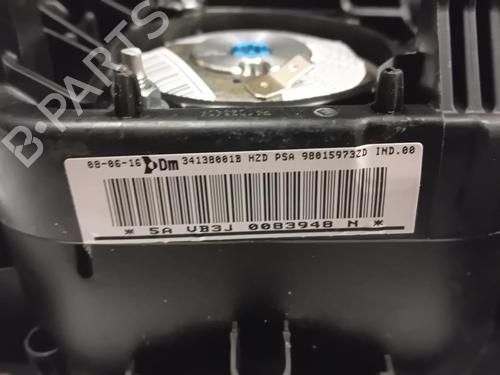 08-06-16 Dm 34138001B HZD PSA 98015973ZD IND.00
* 5A VB3J 0083948 N *
B-PARTS